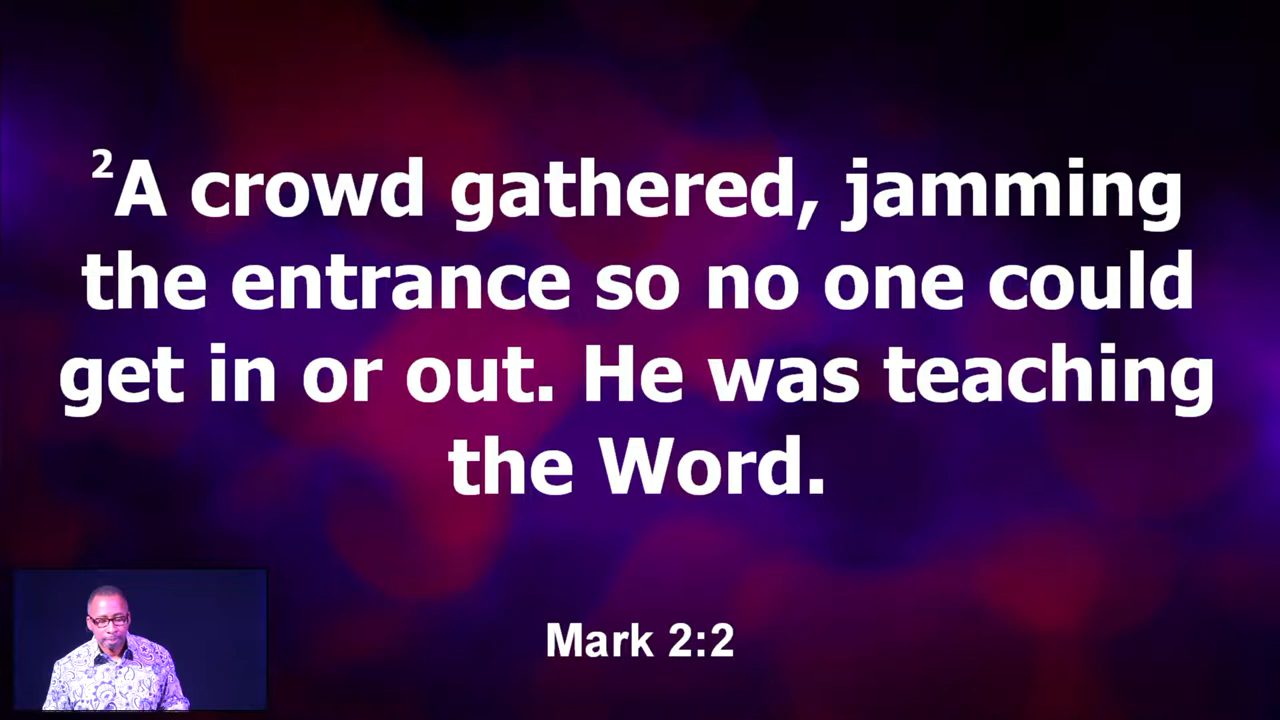 ²A crowd gathered, jamming
the entrance so no one could
get in or out. He was teaching
the Word.
Mark 2:2